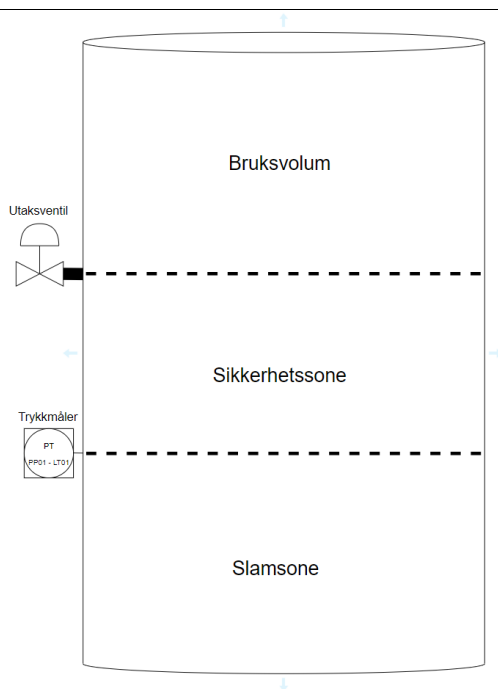 Bruksvolum
Utaksventil
Sikkerhetssone
Trykkmåler
PT
PP01 - LT01
Slamsone